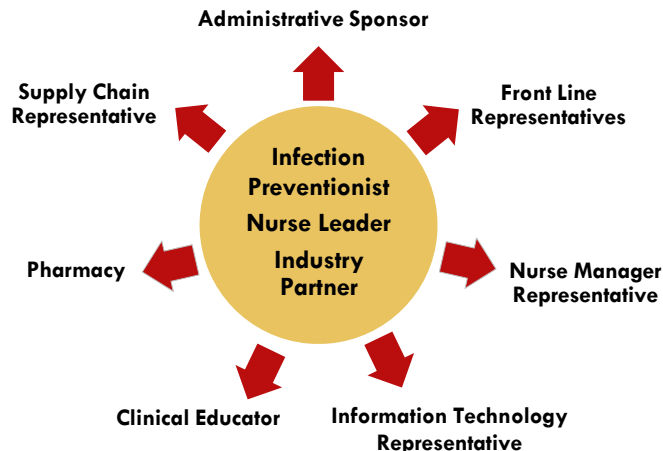 Administrative Sponsor
Supply Chain
Representative
Front Line
Representatives
Infection
Preventionist
Nurse Leader
Industry
Partner
Pharmacy
Nurse Manager
Representative
Clinical Educator
Information Technology
Representative